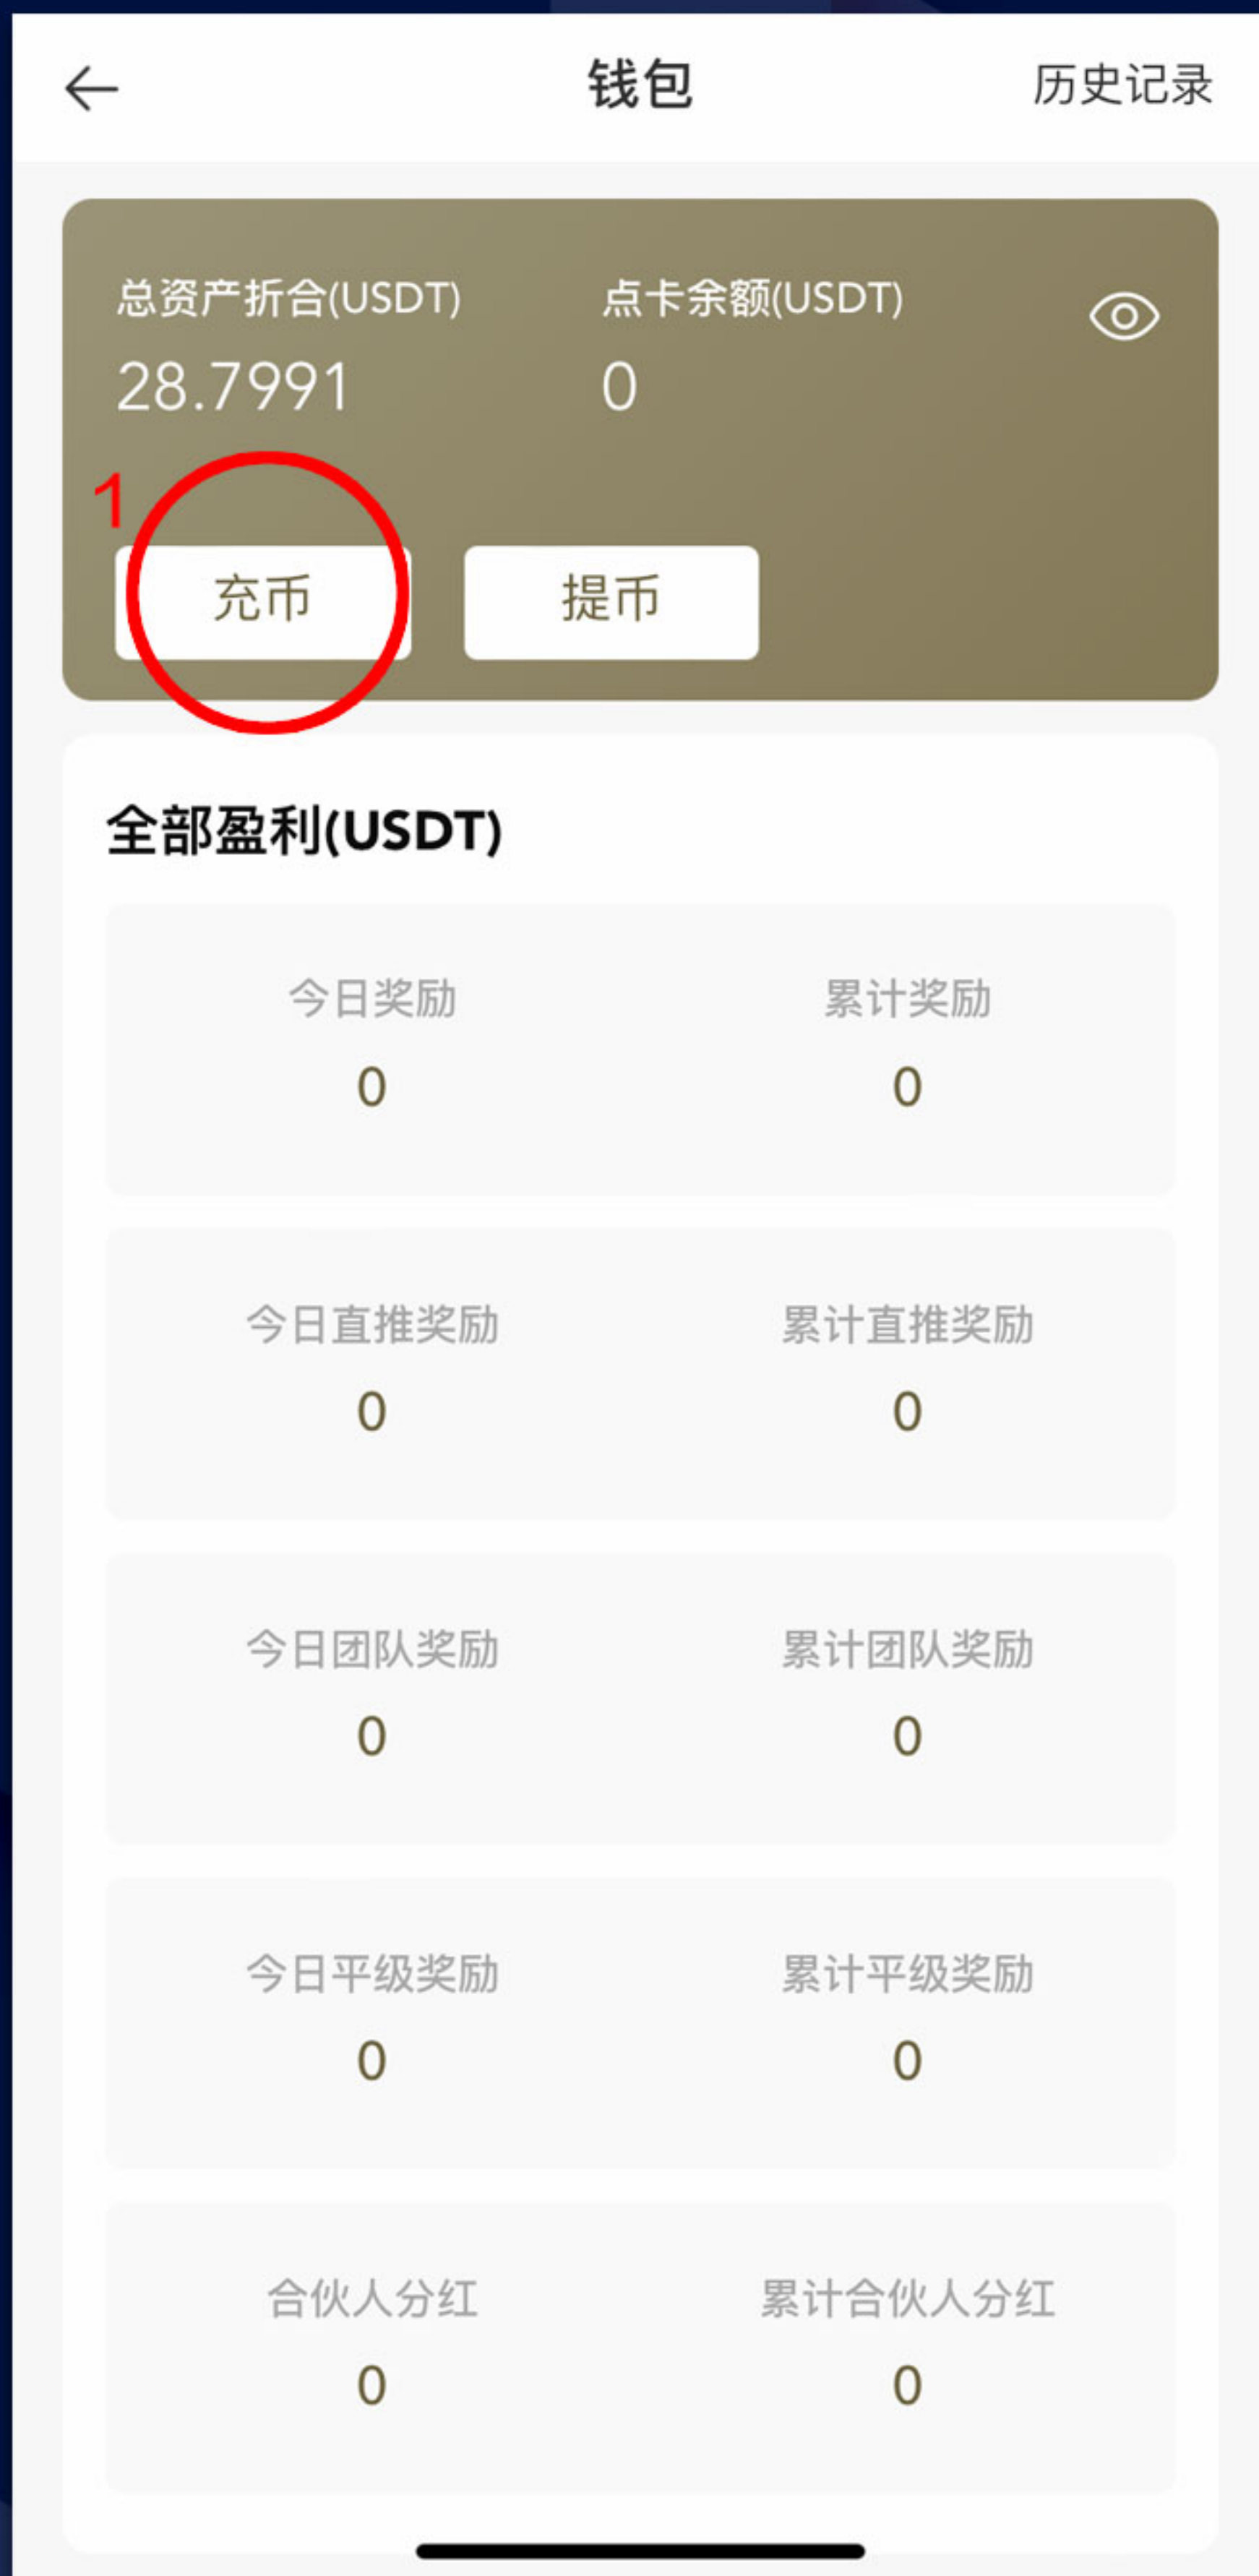 钱包 历史记录
总资产折合(USDT) 点卡余额(USDT)
28.7991 0
1
充币 提币
全部盈利(USDT)
今日奖励 累计奖励
0 0
今日直推奖励 累计直推奖励
0 0
今日团队奖励 累计团队奖励
0 0
今日平级奖励 累计平级奖励
0 0
合伙人分红 累计合伙人分红
0 0